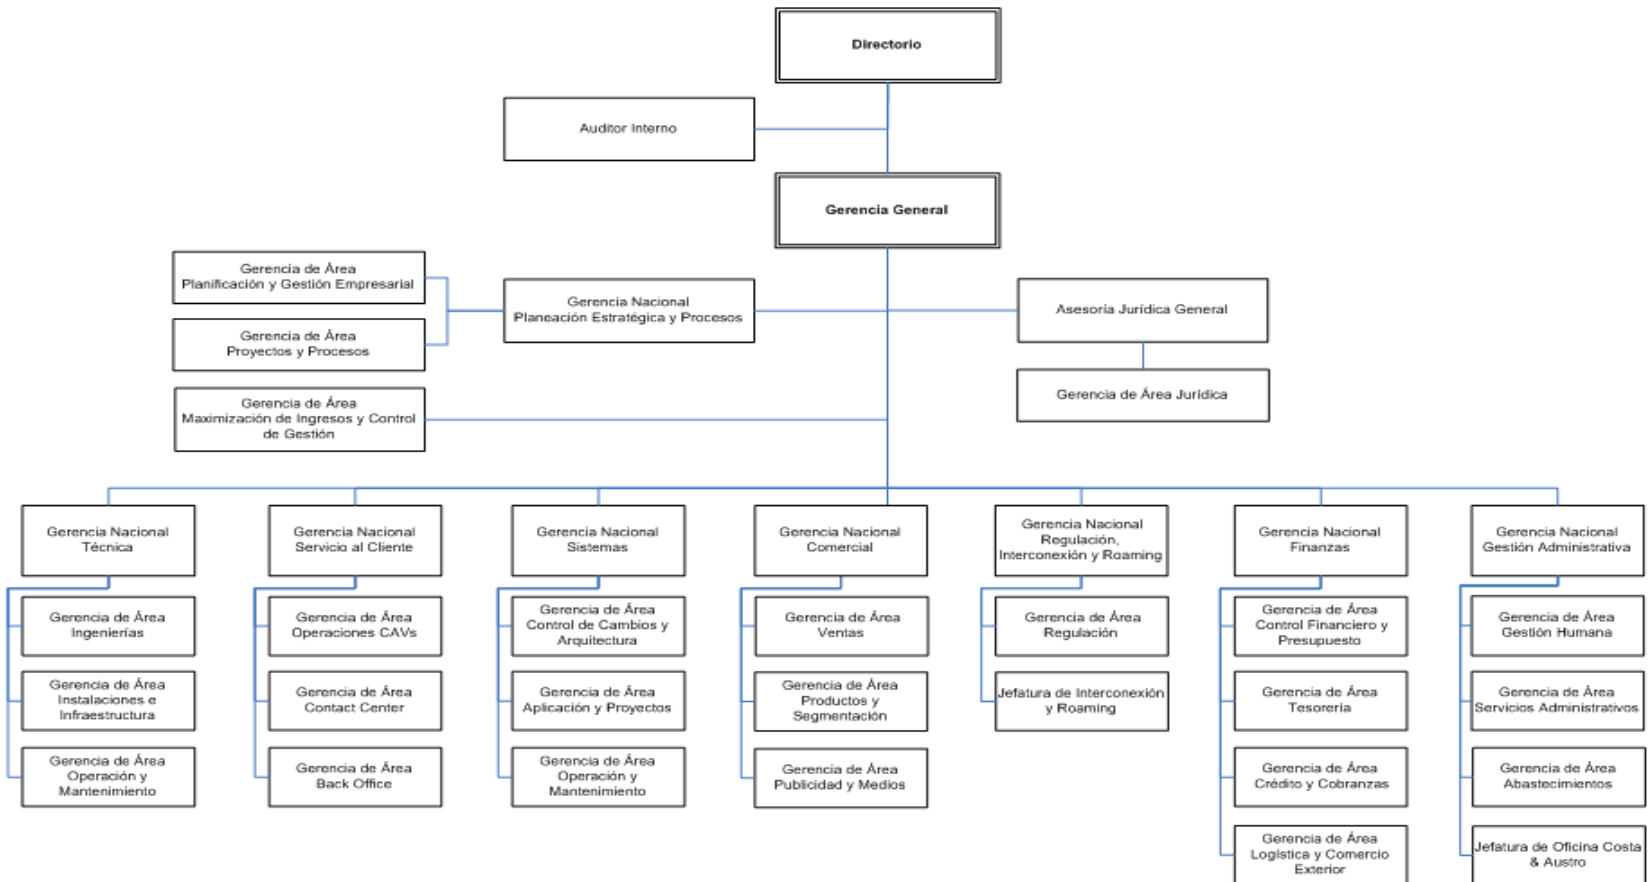 Directorio
Auditor Interno
Gerencia General
Gerencia de Área
Planificación y Gestión Empresarial
Gerencia Nacional
Planeación Estratégica y Procesos
Asesoría Jurídica General
Gerencia de Área
Proyectos y Procesos
Gerencia de Área Jurídica
Gerencia de Área
Maximización de Ingresos y Control
de Gestión
Gerencia Nacional
Técnica
Gerencia Nacional
Servicio al Cliente
Gerencia Nacional
Sistemas
Gerencia Nacional
Comercial
Gerencia Nacional
Regulación,
Interconexión y Roaming
Gerencia Nacional
Finanzas
Gerencia Nacional
Gestión Administrativa
Gerencia de Área
Ingenierías
Gerencia de Área
Operaciones CAVs
Gerencia de Área
Control de Cambios y
Arquitectura
Gerencia de Área
Ventas
Gerencia de Área
Regulación
Gerencia de Área
Control Financiero y
Presupuesto
Gerencia de Área
Gestión Humana
Gerencia de Área
Instalaciones e
Infraestructura
Gerencia de Área
Contact Center
Gerencia de Área
Aplicación y Proyectos
Gerencia de Área
Productos y
Segmentación
Jefatura de Interconexión
y Roaming
Gerencia de Área
Tesorería
Gerencia de Área
Servicios Administrativos
Gerencia de Área
Operación y
Mantenimiento
Gerencia de Área
Back Office
Gerencia de Área
Operación y
Mantenimiento
Gerencia de Área
Publicidad y Medios
Gerencia de Área
Crédito y Cobranzas
Gerencia de Área
Abastecimientos
Gerencia de Área
Logística y Comercio
Exterior
Jefatura de Oficina Costa
& Austro